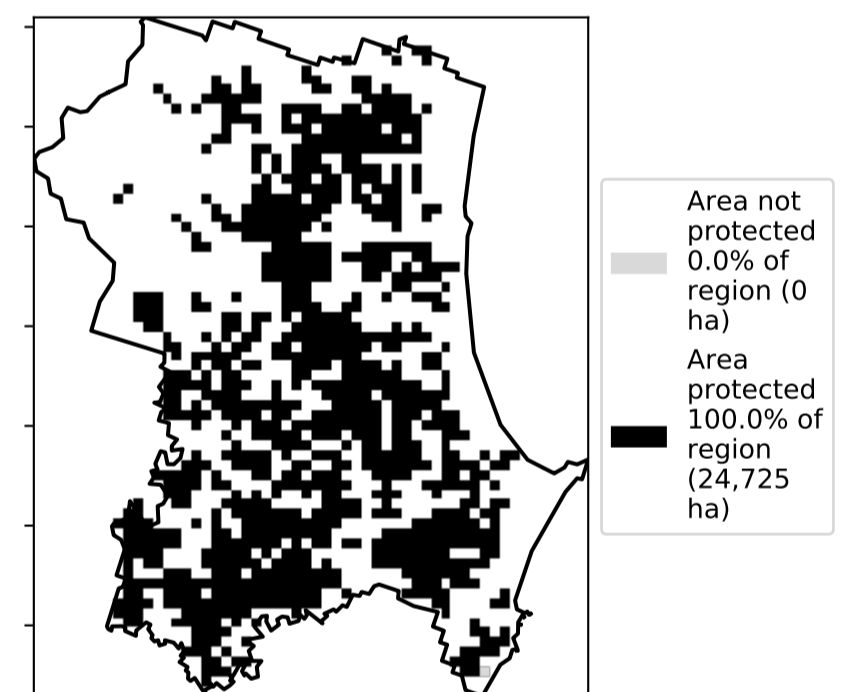 Area not
protected
0.0% of
region (0
ha)
Area
protected
100.0% of
region
(24,725
ha)